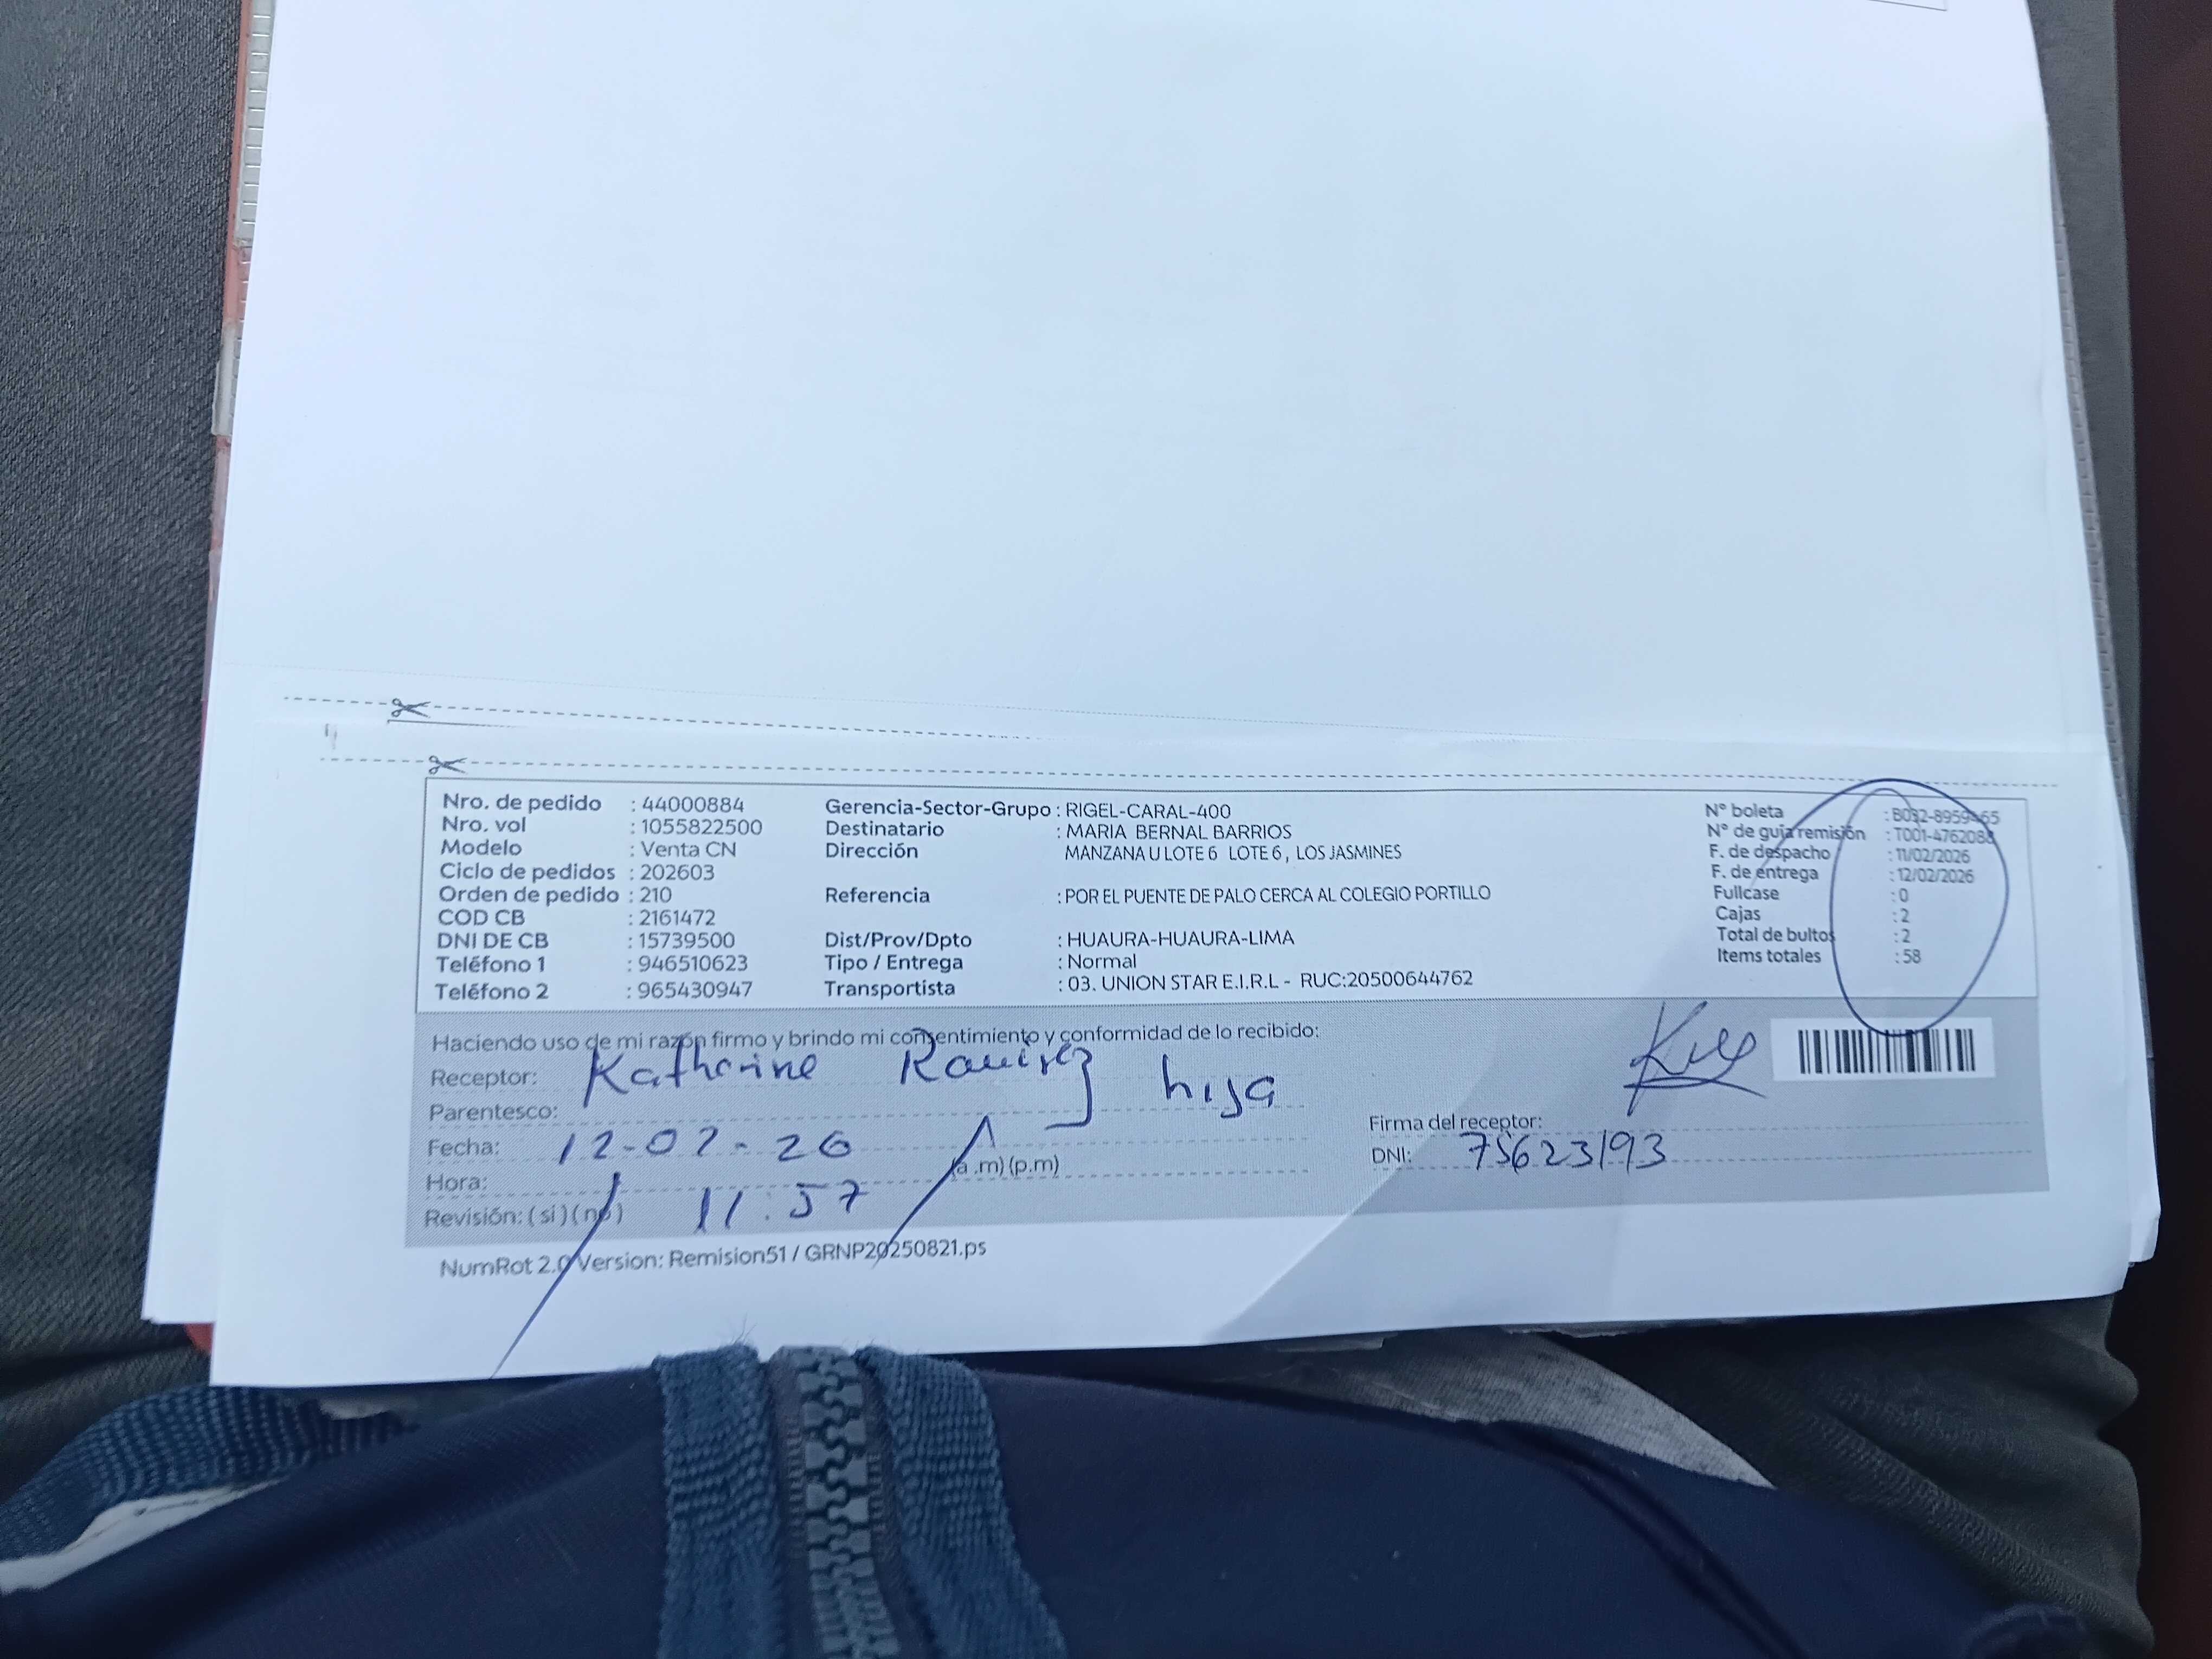 Nro. de pedido : 44000884
Nro. vol : 1055822500
Modelo : Venta CN
Ciclo de pedidos : 202603
Orden de pedido : 210
COD CB : 2161472
DNI DE CB : 15739500
Teléfono 1 : 946510623
Teléfono 2 : 965430947
Gerencia-Sector-Grupo : RIGEL-CARAL-400
Destinatario : MARIA BERNAL BARRIOS
Dirección MANZANA U LOTE 6 LOTE 6 , LOS JASMINES
Referencia : POR EL PUENTE DE PALO CERCA AL COLEGIO PORTILLO
Dist/Prov/Dpto : HUAURA-HUAURA-LIMA
Tipo / Entrega : Normal
Transportista : 03. UNION STAR E.I.R.L - RUC:20500644762
N° boleta : B032-8959465
N° de guia remisión : T001-4762088
F. de despacho : 11/02/2026
F. de entrega : 12/02/2026
Fullcase : 0
Cajas : 2
Total de bultos : 2
Items totales : 58
Haciendo uso de mi razón firmo y brindo mi consentimiento y conformidad de lo recibido:
Receptor: Katherine Ramirez
Parentesco: hija
Fecha: 12-02-26
Hora: (a.m) (p.m)
Revisión: ( si ) ( no ) 11:57
Firma del receptor:
DNI: 75623193
NumRot 2.0 Version: Remision51 / GRNP20250821.ps